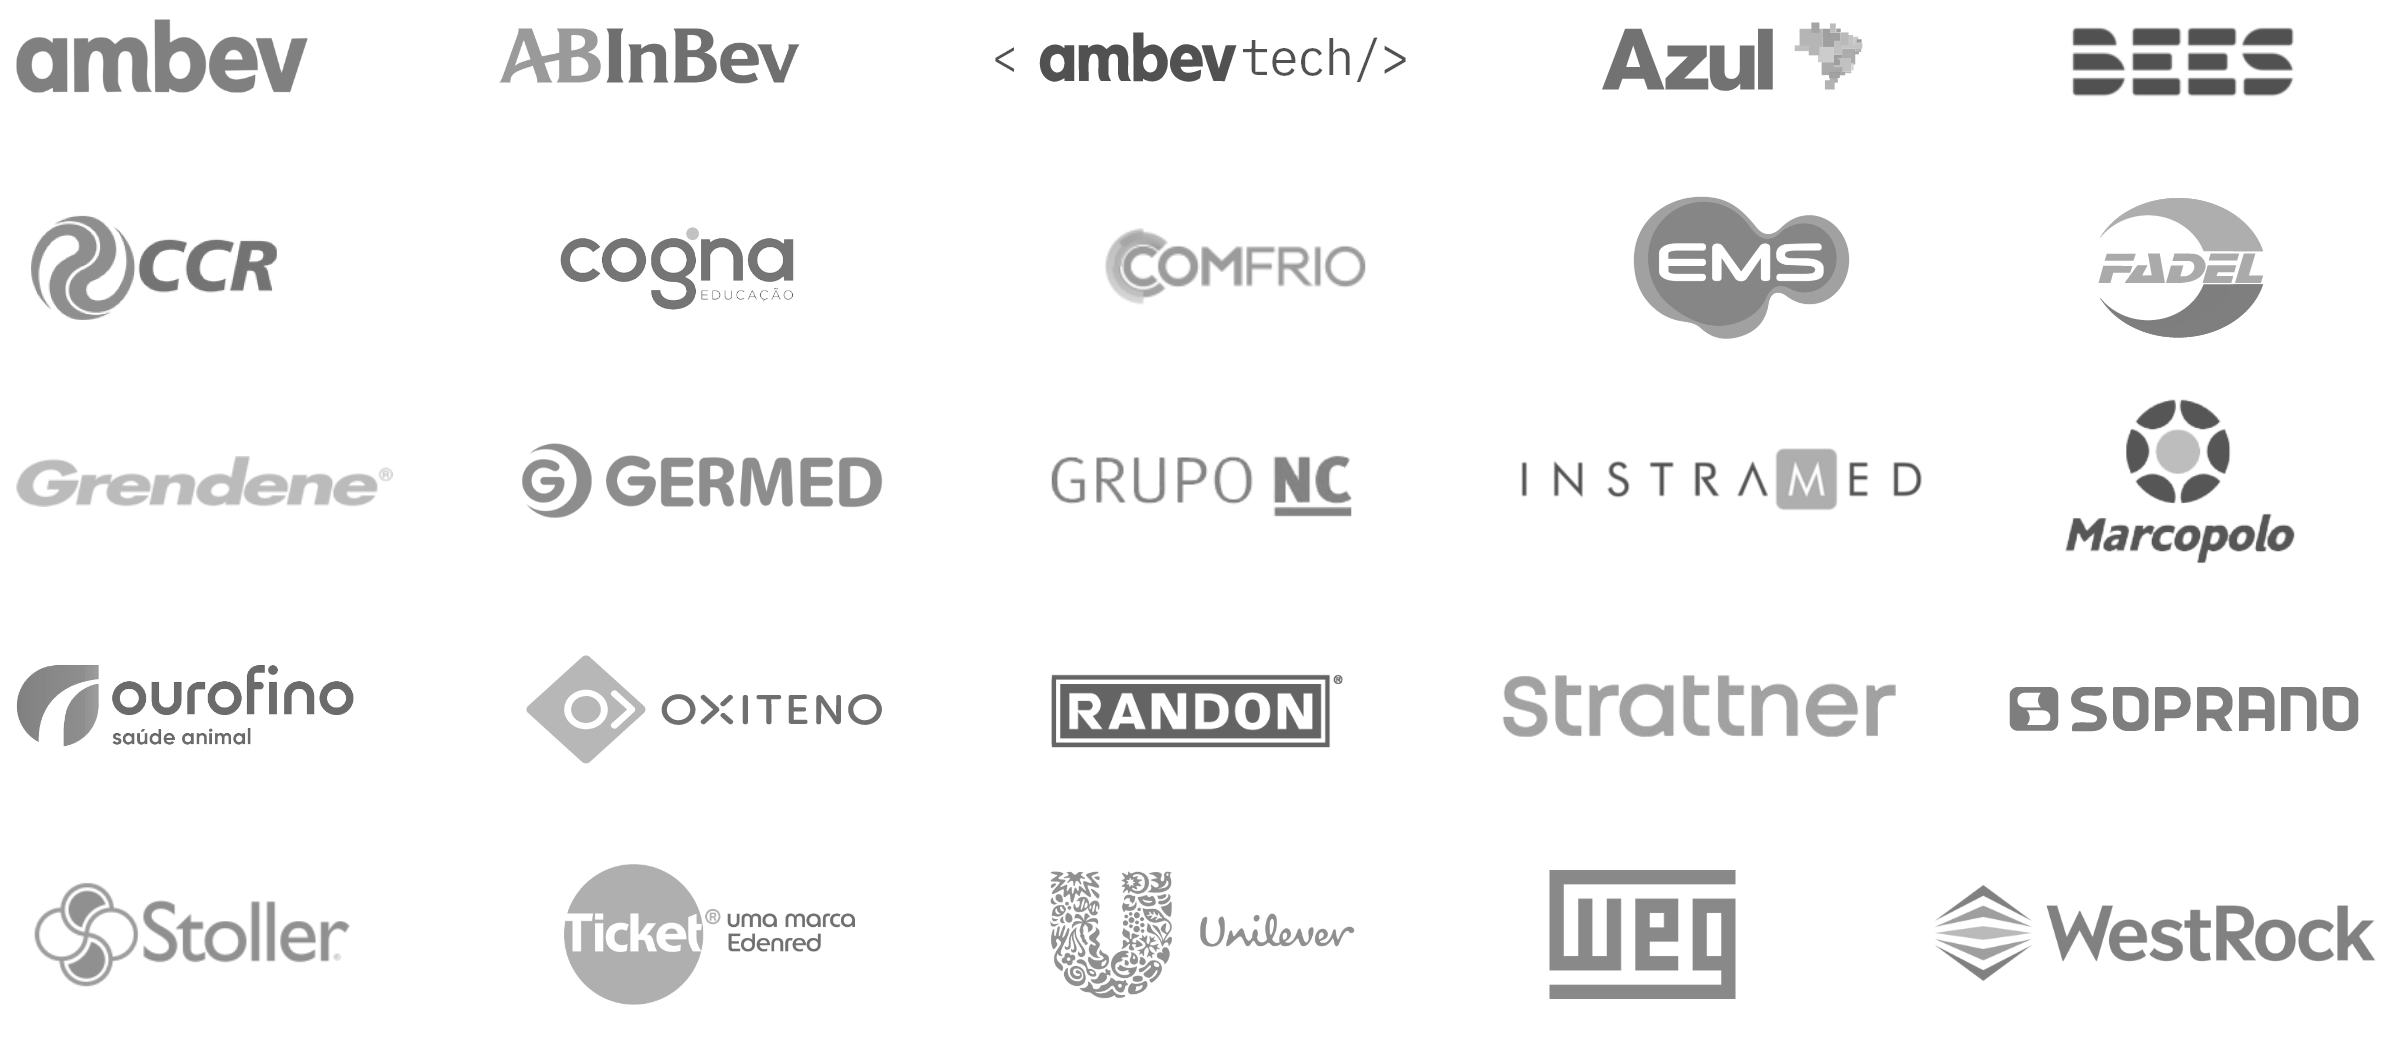 ambev
ABInBev
< ambev tech/>
Azul
BEES
CCR
cogna
EDUCAÇÃO
COMFRIO
EMS
FADEL
Grendene®
G GERMED
GRUPO NC
INSTRAMED
Marcopolo
ourofino
saúde animal
OXITENO
RANDON®
Strattner
S SOPRANO
Stoller
Ticket® uma marca
Edenred
U Unilever
weg
WestRock